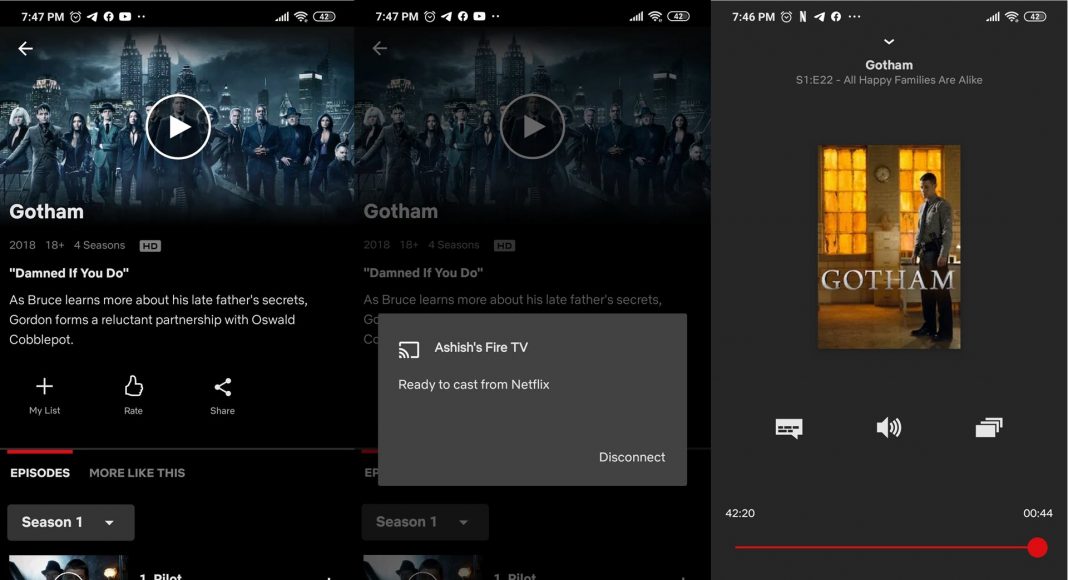 7:47 PM
42
Gotham
2018 18+ 4 Seasons HD
"Damned If You Do"
As Bruce learns more about his late father's secrets,
Gordon forms a reluctant partnership with Oswald
Cobblepot.
My List
Rate
Share
EPISODES
MORE LIKE THIS
Season 1
1. Pilot
7:47 PM
42
Gotham
2018 18+ 4 Seasons HD
"Damned If You Do"
As Bruce learns more about his late father's secrets,
Go
Co
Ashish's Fire TV
Ready to cast from Netflix
Disconnect
EP
Season 1
1. Pilot
7:46 PM
N
42
Gotham
S1:E22 - All Happy Families Are Alike
GOTHAM
42:20
00:44